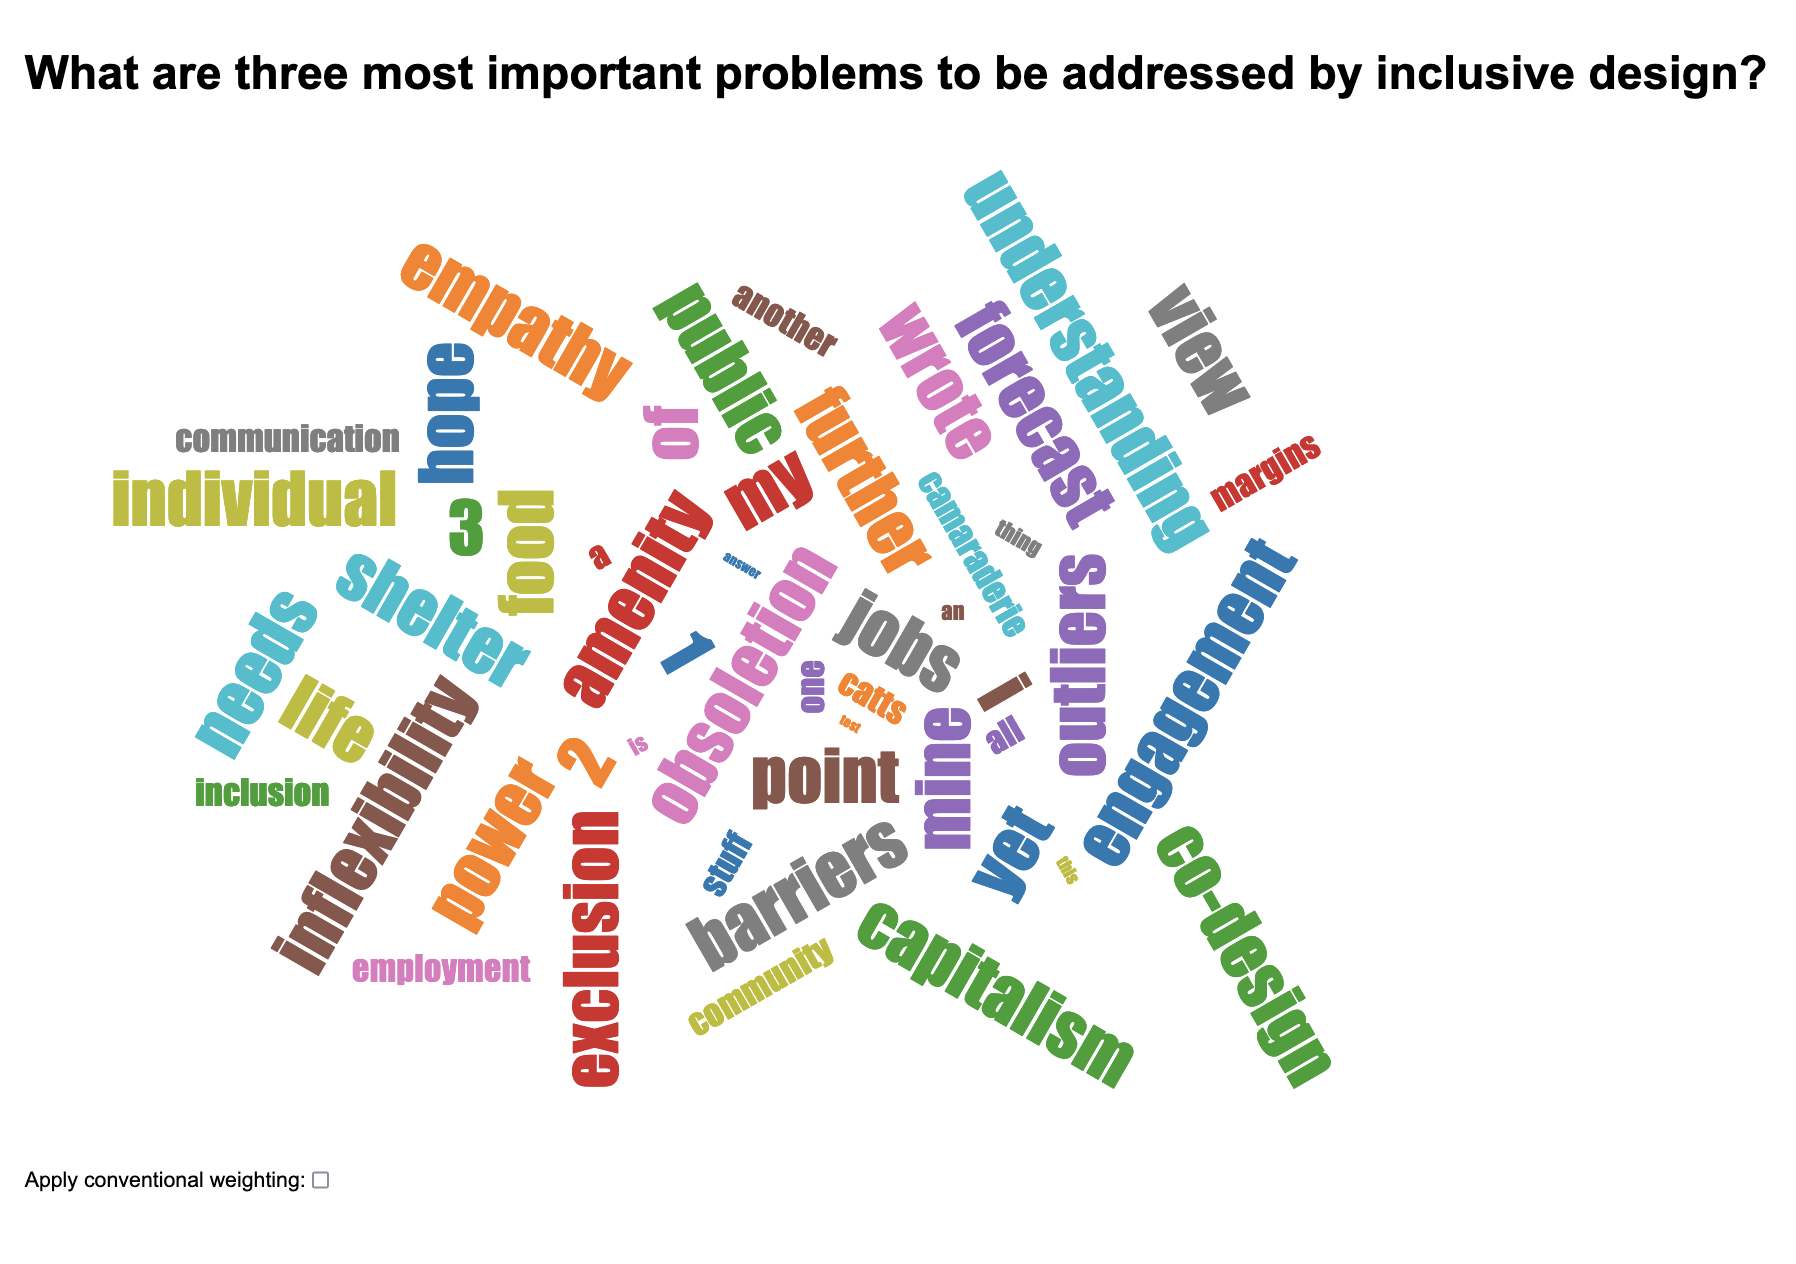 What are three most important problems to be addressed by inclusive design?
understanding
empathy
public
another
view
wrote
forecast
hope
further
of
communication
margins
my
individual
camaraderie
food
3
amenity
thing
a
answer
obsoletion
engagement
shelter
outliers
jobs
an
needs
1
one
catts
i
life
test
inflexibility
all
mine
is
2
point
inclusion
power
yet
barriers
stuff
this
exclusion
co-design
capitalism
employment
community
Apply conventional weighting: